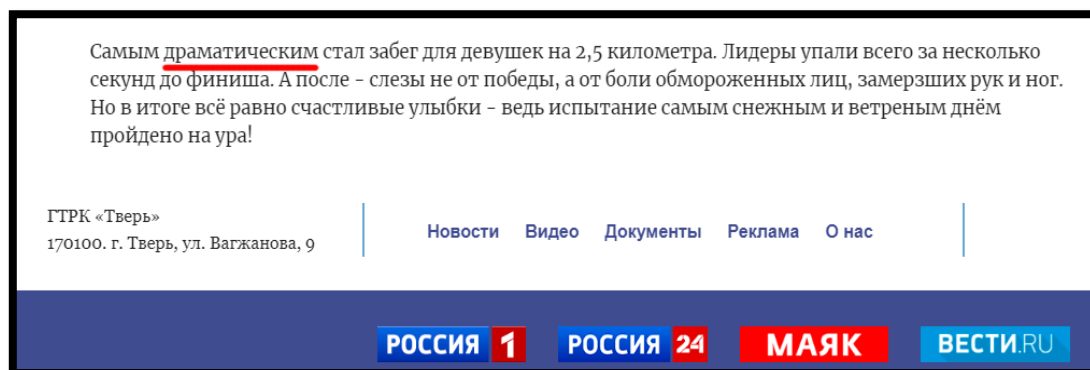 Самым драматическим стал забег для девушек на 2,5 километра. Лидеры упали всего за несколько
секунд до финиша. А после - слезы не от победы, а от боли обмороженных лиц, замерзших рук и ног.
Но в итоге всё равно счастливые улыбки - ведь испытание самым снежным и ветреным днём
пройдено на ура!
ГТРК «Тверь»
170100. г. Тверь, ул. Вагжанова, 9
Новости Видео Документы Реклама О нас
РОССИЯ 1 РОССИЯ 24 МАЯК ВЕСТИ.RU